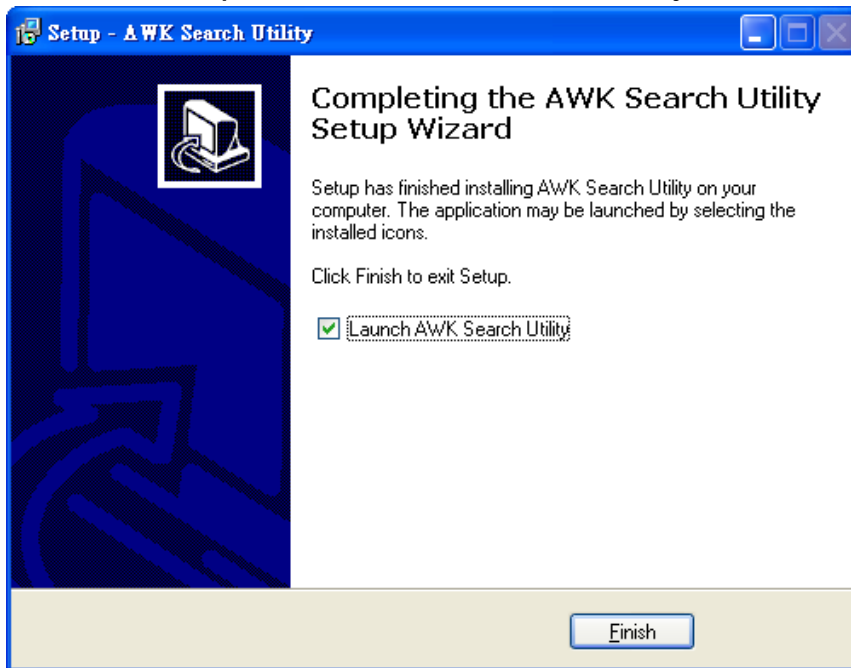 Setup - AWK Search Utility
Completing the AWK Search Utility
Setup Wizard
Setup has finished installing AWK Search Utility on your
computer. The application may be launched by selecting the
installed icons.
Click Finish to exit Setup.
Launch AWK Search Utility
Finish